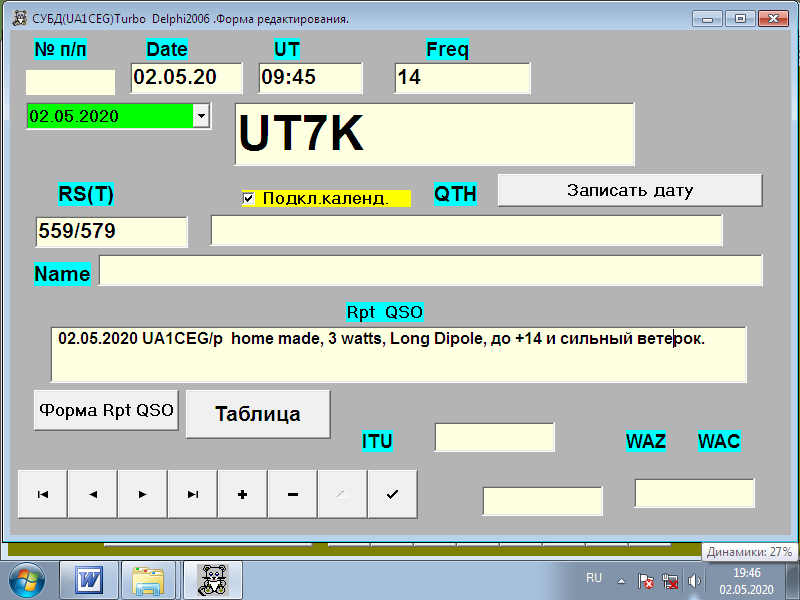 СУБД(UA1CEG)Turbo Delphi2006 .Форма редактирования.
№ п/п Date UT Freq
02.05.20 09:45 14
02.05.2020
UT7K
RS(T) Подкл.календ. QTH Записать дату
559/579
Name
Rpt QSO
02.05.2020 UA1CEG/p home made, 3 watts, Long Dipole, до +14 и сильный ветерок.
Форма Rpt QSO Таблица
ITU WAZ WAC
Динамики: 27%
RU 19:46
02.05.2020